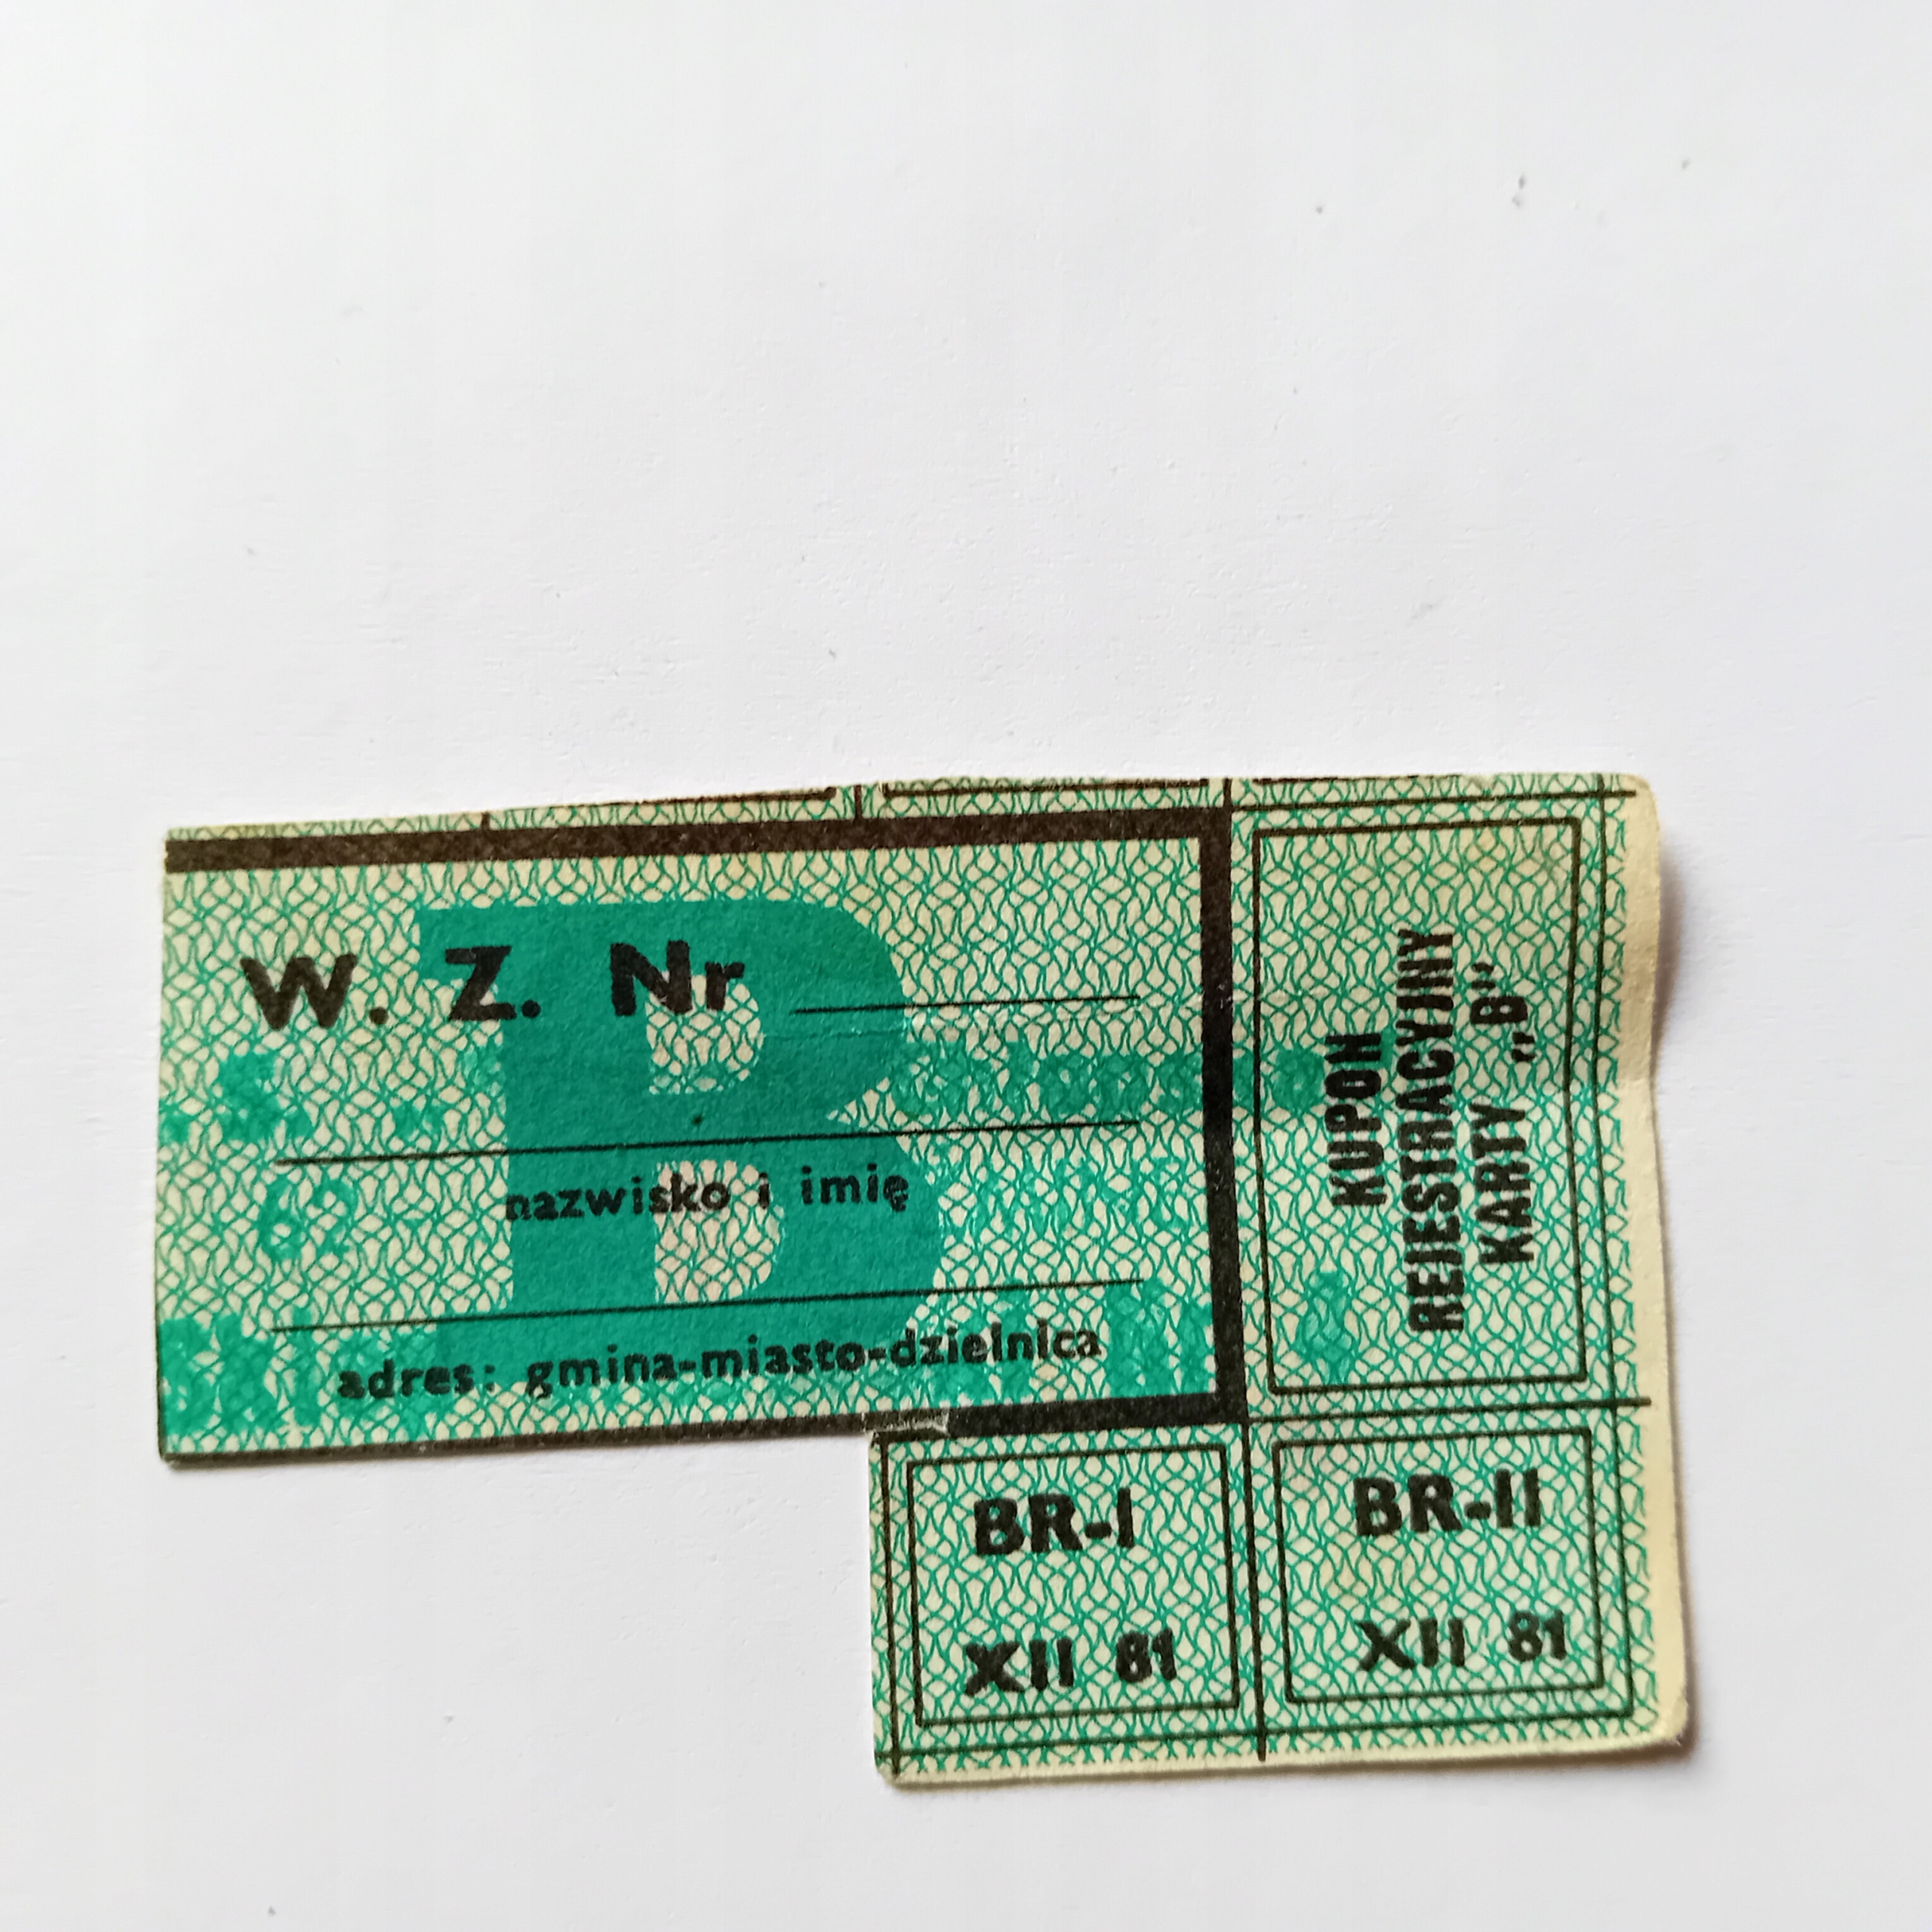 W. Z. Nr
nazwisko i imię
adres: gmina-miasto-dzielnica
KUPON
REJESTRACYJNY
KARTY „B”
BR-I
XII 81
BR-II
XII 81
B